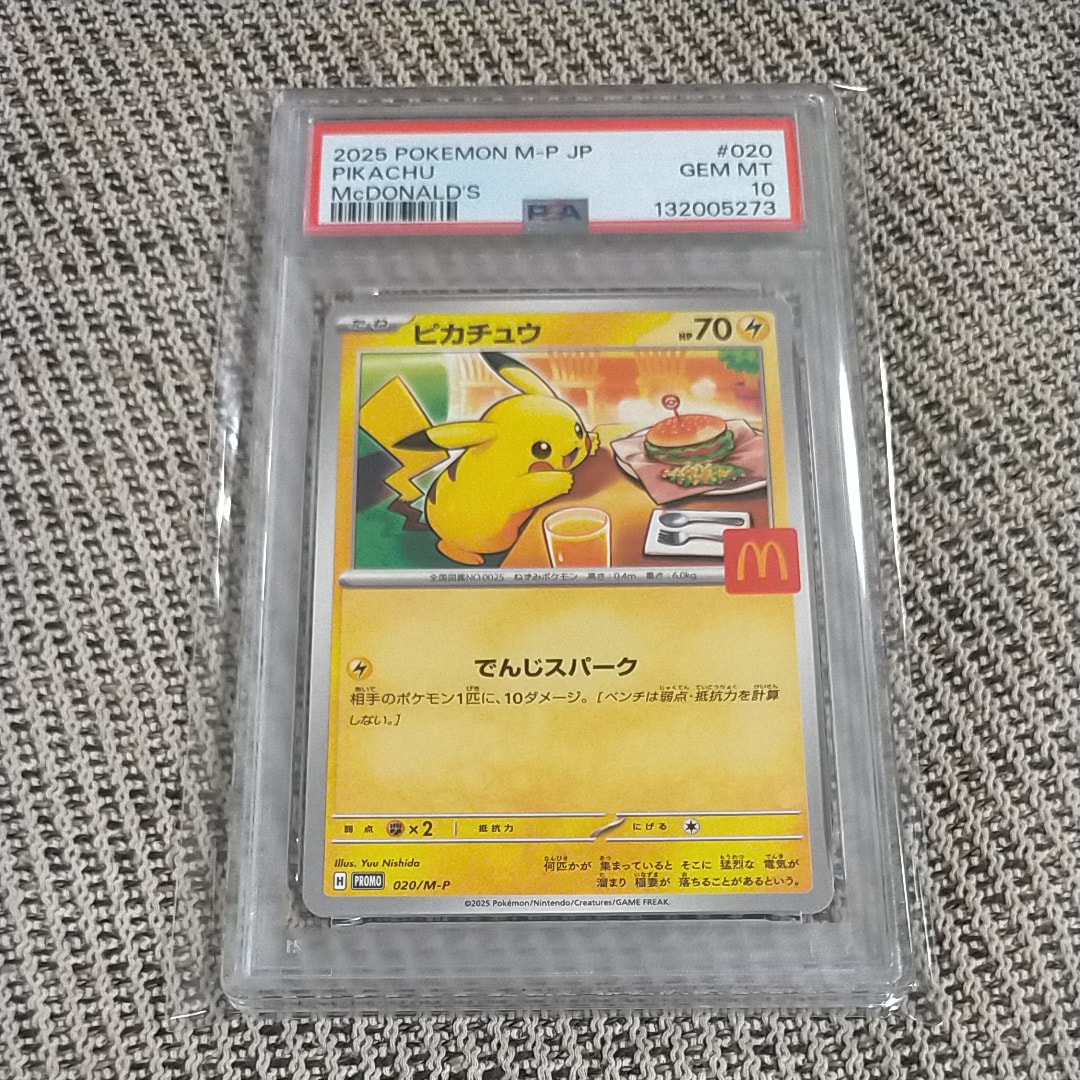 2025 POKEMON M-P JP #020
PIKACHU GEM MT
McDONALD'S 10
PSA 132005273
たね ピカチュウ HP70
全国図鑑NO.0025 ねずみポケモン 高さ:0.4m 重さ:6.0kg
でんじスパーク
相手のポケモン1匹に、10ダメージ。[ベンチは弱点・抵抗力を計算
しない。]
弱点 ×2 抵抗力 にげる
Illus. Yuu Nishida
何匹かが 集まっていると そこに 猛烈な 電気が
溜まり 稲妻が 落ちることがあるという。
H PROMO 020/M-P
©2025 Pokémon/Nintendo/Creatures/GAME FREAK.